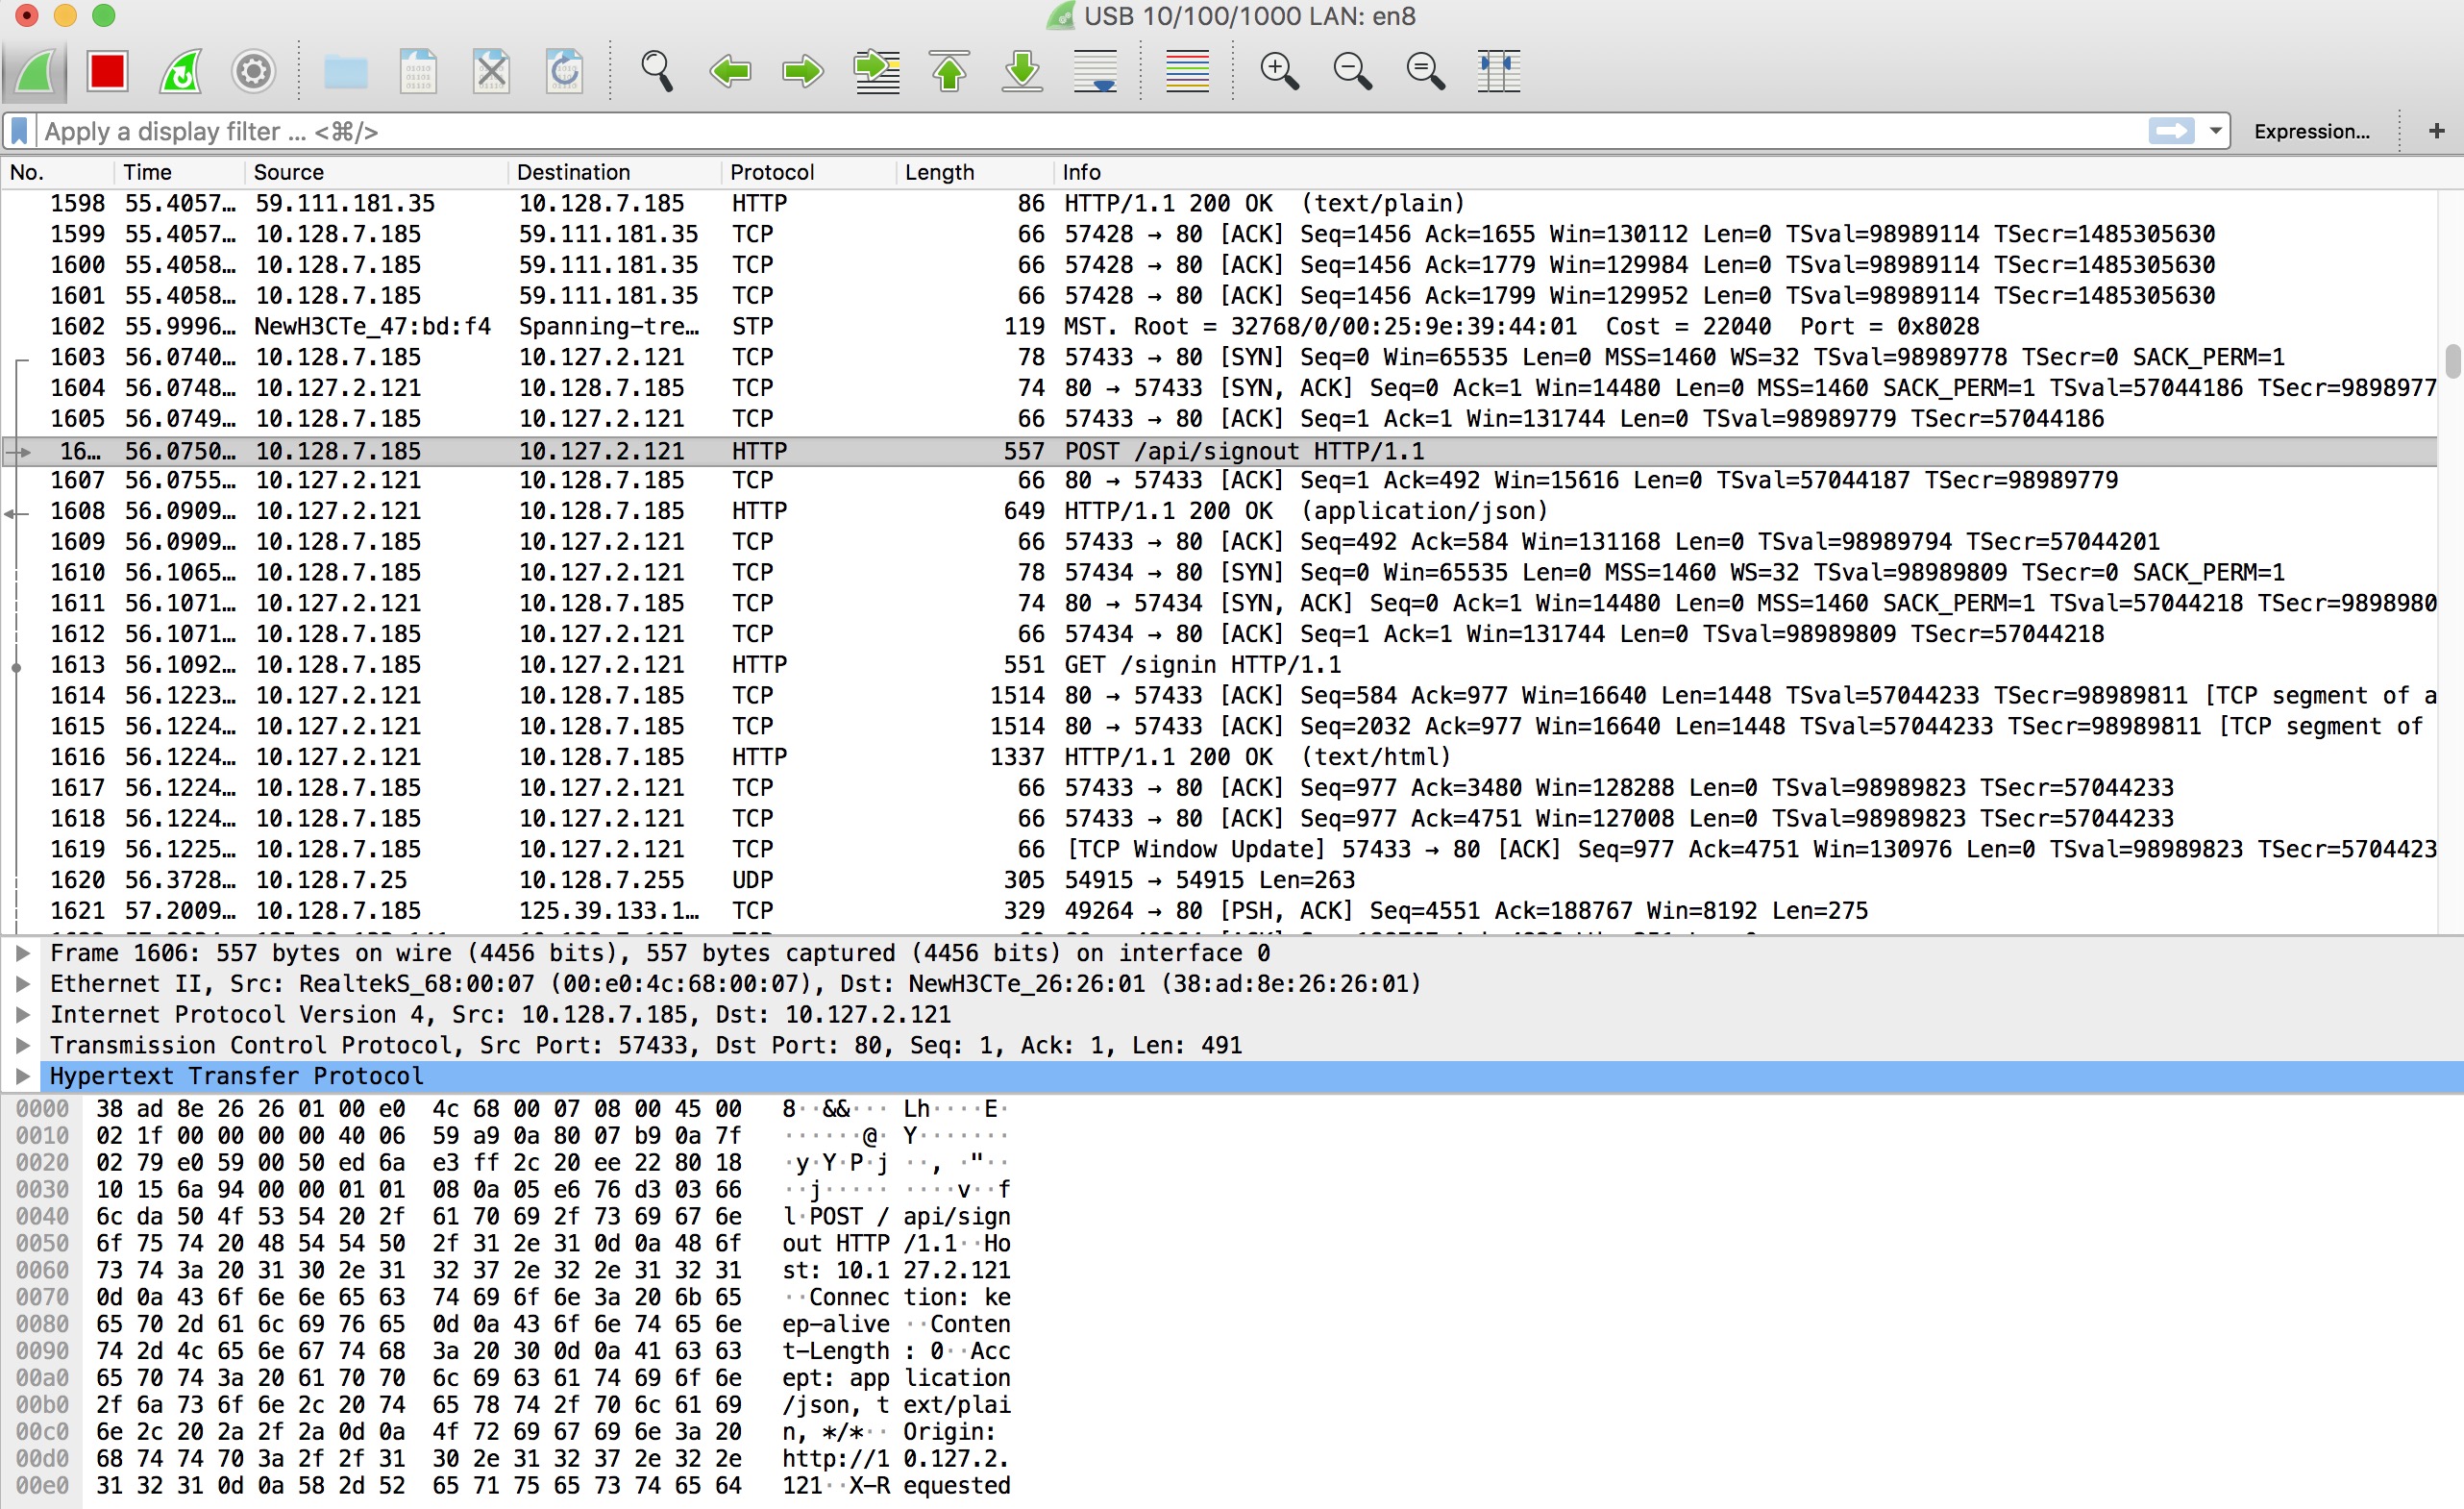 USB 10/100/1000 LAN: en8
Apply a display filter … <⌘/>
Expression…
+
No. Time Source Destination Protocol Length Info
1598 55.4057… 59.111.181.35 10.128.7.185 HTTP 86 HTTP/1.1 200 OK (text/plain)
1599 55.4057… 10.128.7.185 59.111.181.35 TCP 66 57428 → 80 [ACK] Seq=1456 Ack=1655 Win=130112 Len=0 TSval=98989114 TSecr=1485305630
1600 55.4058… 10.128.7.185 59.111.181.35 TCP 66 57428 → 80 [ACK] Seq=1456 Ack=1779 Win=129984 Len=0 TSval=98989114 TSecr=1485305630
1601 55.4058… 10.128.7.185 59.111.181.35 TCP 66 57428 → 80 [ACK] Seq=1456 Ack=1799 Win=129952 Len=0 TSval=98989114 TSecr=1485305630
1602 55.9996… NewH3CTe_47:bd:f4 Spanning-tre… STP 119 MST. Root = 32768/0/00:25:9e:39:44:01 Cost = 22040 Port = 0x8028
1603 56.0740… 10.128.7.185 10.127.2.121 TCP 78 57433 → 80 [SYN] Seq=0 Win=65535 Len=0 MSS=1460 WS=32 TSval=98989778 TSecr=0 SACK_PERM=1
1604 56.0748… 10.127.2.121 10.128.7.185 TCP 74 80 → 57433 [SYN, ACK] Seq=0 Ack=1 Win=14480 Len=0 MSS=1460 SACK_PERM=1 TSval=57044186 TSecr=9898977
1605 56.0749… 10.128.7.185 10.127.2.121 TCP 66 57433 → 80 [ACK] Seq=1 Ack=1 Win=131744 Len=0 TSval=98989779 TSecr=57044186
16… 56.0750… 10.128.7.185 10.127.2.121 HTTP 557 POST /api/signout HTTP/1.1
1607 56.0755… 10.127.2.121 10.128.7.185 TCP 66 80 → 57433 [ACK] Seq=1 Ack=492 Win=15616 Len=0 TSval=57044187 TSecr=98989779
1608 56.0909… 10.127.2.121 10.128.7.185 HTTP 649 HTTP/1.1 200 OK (application/json)
1609 56.0909… 10.128.7.185 10.127.2.121 TCP 66 57433 → 80 [ACK] Seq=492 Ack=584 Win=131168 Len=0 TSval=98989794 TSecr=57044201
1610 56.1065… 10.128.7.185 10.127.2.121 TCP 78 57434 → 80 [SYN] Seq=0 Win=65535 Len=0 MSS=1460 WS=32 TSval=98989809 TSecr=0 SACK_PERM=1
1611 56.1071… 10.127.2.121 10.128.7.185 TCP 74 80 → 57434 [SYN, ACK] Seq=0 Ack=1 Win=14480 Len=0 MSS=1460 SACK_PERM=1 TSval=57044218 TSecr=9898980
1612 56.1071… 10.128.7.185 10.127.2.121 TCP 66 57434 → 80 [ACK] Seq=1 Ack=1 Win=131744 Len=0 TSval=98989809 TSecr=57044218
1613 56.1092… 10.128.7.185 10.127.2.121 HTTP 551 GET /signin HTTP/1.1
1614 56.1223… 10.127.2.121 10.128.7.185 TCP 1514 80 → 57433 [ACK] Seq=584 Ack=977 Win=16640 Len=1448 TSval=57044233 TSecr=98989811 [TCP segment of a
1615 56.1224… 10.127.2.121 10.128.7.185 TCP 1514 80 → 57433 [ACK] Seq=2032 Ack=977 Win=16640 Len=1448 TSval=57044233 TSecr=98989811 [TCP segment of
1616 56.1224… 10.127.2.121 10.128.7.185 HTTP 1337 HTTP/1.1 200 OK (text/html)
1617 56.1224… 10.128.7.185 10.127.2.121 TCP 66 57433 → 80 [ACK] Seq=977 Ack=3480 Win=128288 Len=0 TSval=98989823 TSecr=57044233
1618 56.1224… 10.128.7.185 10.127.2.121 TCP 66 57433 → 80 [ACK] Seq=977 Ack=4751 Win=127008 Len=0 TSval=98989823 TSecr=57044233
1619 56.1225… 10.128.7.185 10.127.2.121 TCP 66 [TCP Window Update] 57433 → 80 [ACK] Seq=977 Ack=4751 Win=130976 Len=0 TSval=98989823 TSecr=5704423
1620 56.3728… 10.128.7.25 10.128.7.255 UDP 305 54915 → 54915 Len=263
1621 57.2009… 10.128.7.185 125.39.133.1… TCP 329 49264 → 80 [PSH, ACK] Seq=4551 Ack=188767 Win=8192 Len=275
Frame 1606: 557 bytes on wire (4456 bits), 557 bytes captured (4456 bits) on interface 0
Ethernet II, Src: RealtekS_68:00:07 (00:e0:4c:68:00:07), Dst: NewH3CTe_26:26:01 (38:ad:8e:26:26:01)
Internet Protocol Version 4, Src: 10.128.7.185, Dst: 10.127.2.121
Transmission Control Protocol, Src Port: 57433, Dst Port: 80, Seq: 1, Ack: 1, Len: 491
Hypertext Transfer Protocol
0000 38 ad 8e 26 26 01 00 e0 4c 68 00 07 08 00 45 00 8··&&··· Lh····E·
0010 02 1f 00 00 00 00 40 06 59 a9 0a 80 07 b9 0a 7f ······@· Y·······
0020 02 79 e0 59 00 50 ed 6a e3 ff 2c 20 ee 22 80 18 ·y·Y·P·j ··, ·"··
0030 10 15 6a 94 00 00 01 01 08 0a 05 e6 76 d3 03 66 ··j····· ····v··f
0040 6c da 50 4f 53 54 20 2f 61 70 69 2f 73 69 67 6e l·POST / api/sign
0050 6f 75 74 20 48 54 54 50 2f 31 2e 31 0d 0a 48 6f out HTTP /1.1··Ho
0060 73 74 3a 20 31 30 2e 31 32 37 2e 32 2e 31 32 31 st: 10.1 27.2.121
0070 0d 0a 43 6f 6e 6e 65 63 74 69 6f 6e 3a 20 6b 65 ··Connec tion: ke
0080 65 70 2d 61 6c 69 76 65 0d 0a 43 6f 6e 74 65 6e ep-alive ··Conten
0090 74 2d 4c 65 6e 67 74 68 3a 20 30 0d 0a 41 63 63 t-Length : 0··Acc
00a0 65 70 74 3a 20 61 70 70 6c 69 63 61 74 69 6f 6e ept: app lication
00b0 2f 6a 73 6f 6e 2c 20 74 65 78 74 2f 70 6c 61 69 /json, t ext/plai
00c0 6e 2c 20 2a 2f 2a 0d 0a 4f 72 69 67 69 6e 3a 20 n, */*·· Origin:
00d0 68 74 74 70 3a 2f 2f 31 30 2e 31 32 37 2e 32 2e http://1 0.127.2.
00e0 31 32 31 0d 0a 58 2d 52 65 71 75 65 73 74 65 64 121··X-R equested